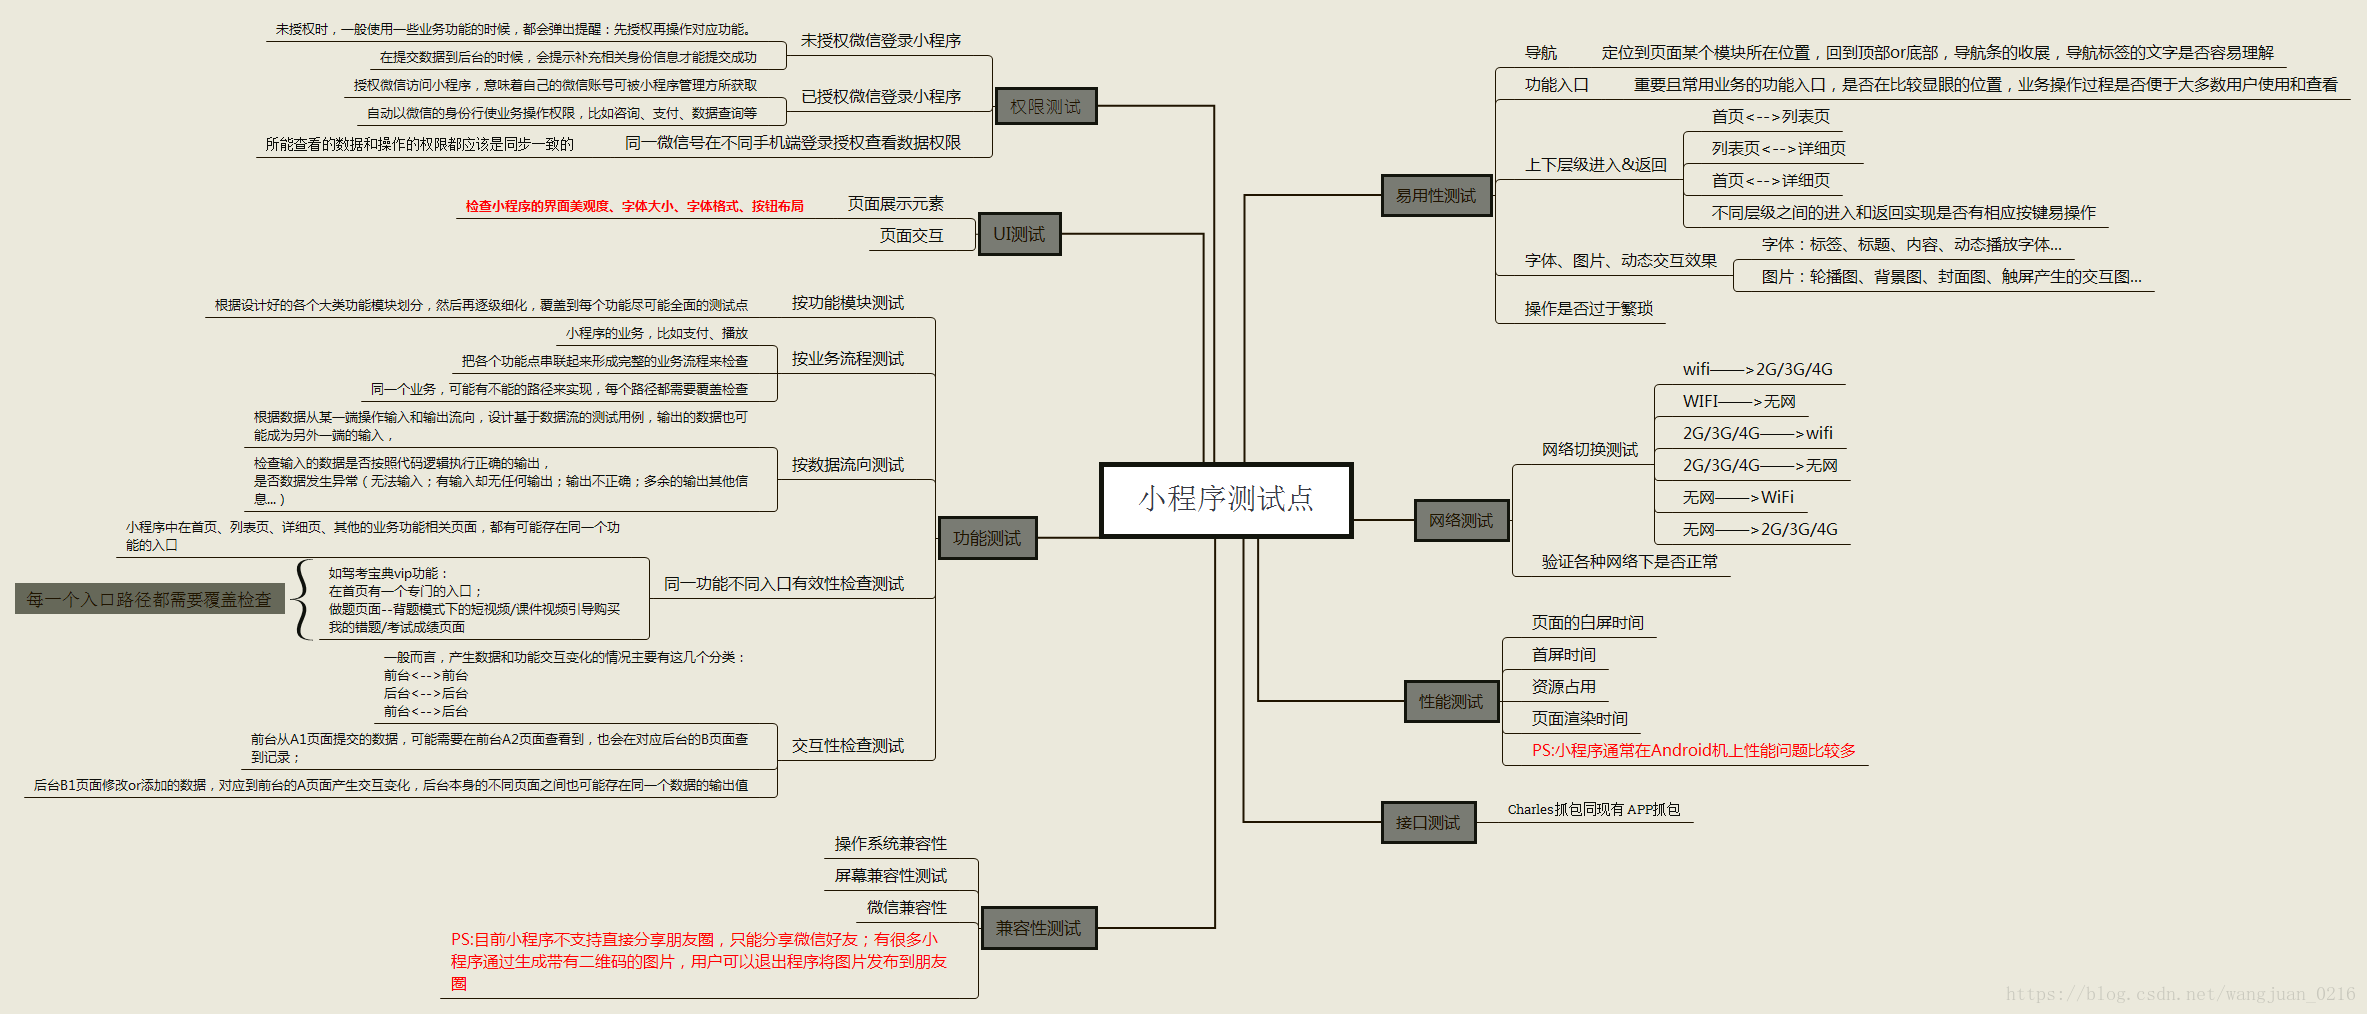 小程序测试点
权限测试
未授权微信登录小程序
未授权时，一般使用一些业务功能的时候，都会弹出提醒：先授权再操作对应功能。
在提交数据到后台的时候，会提示补充相关身份信息才能提交成功
已授权微信登录小程序
授权微信访问小程序，意味着自己的微信账号可被小程序管理方所获取
自动以微信的身份行使业务操作权限，比如咨询、支付、数据查询等
同一微信号在不同手机端登录授权查看数据权限
所能查看的数据和操作的权限都应该是同步一致的
UI测试
页面展示元素
检查小程序的界面美观度、字体大小、字体格式、按钮布局
页面交互
功能测试
按功能模块测试
根据设计好的各个大类功能模块划分，然后再逐级细化，覆盖到每个功能尽可能全面的测试点
按业务流程测试
小程序的业务，比如支付、播放
把各个功能点串联起来形成完整的业务流程来检查
同一个业务，可能有不能的路径来实现，每个路径都需要覆盖检查
按数据流向测试
根据数据从某一端操作输入和输出流向，设计基于数据流的测试用例，输出的数据也可
能成为另外一端的输入，
检查输入的数据是否按照代码逻辑执行正确的输出，
是否数据发生异常（无法输入；有输入却无任何输出；输出不正确；多余的输出其他信
息...）
同一功能不同入口有效性检查测试
小程序中在首页、列表页、详细页、其他的业务功能相关页面，都有可能存在同一个功
能的入口
如驾考宝典vip功能：
在首页有一个专门的入口；
做题页面--背题模式下的短视频/课件视频引导购买
我的错题/考试成绩页面
每一个入口路径都需要覆盖检查
交互性检查测试
一般而言，产生数据和功能交互变化的情况主要有这几个分类：
前台<-->前台
后台<-->后台
前台<-->后台
前台从A1页面提交的数据，可能需要在前台A2页面查看到，也会在对应后台的B页面查
到记录；
后台B1页面修改or添加的数据，对应到前台的A页面产生交互变化，后台本身的不同页面之间也可能存在同一个数据的输出值
兼容性测试
操作系统兼容性
屏幕兼容性测试
微信兼容性
PS:目前小程序不支持直接分享朋友圈，只能分享微信好友；有很多小
程序通过生成带有二维码的图片，用户可以退出程序将图片发布到朋友
圈
易用性测试
导航
定位到页面某个模块所在位置，回到顶部or底部，导航条的收展，导航标签的文字是否容易理解
功能入口
重要且常用业务的功能入口，是否在比较显眼的位置，业务操作过程是否便于大多数用户使用和查看
上下层级进入&返回
首页<-->列表页
列表页<-->详细页
首页<-->详细页
不同层级之间的进入和返回实现是否有相应按键易操作
字体、图片、动态交互效果
字体：标签、标题、内容、动态播放字体...
图片：轮播图、背景图、封面图、触屏产生的交互图...
操作是否过于繁琐
网络测试
网络切换测试
wifi——>2G/3G/4G
WIFI——>无网
2G/3G/4G——>wifi
2G/3G/4G——>无网
无网——>WiFi
无网——>2G/3G/4G
验证各种网络下是否正常
性能测试
页面的白屏时间
首屏时间
资源占用
页面渲染时间
PS:小程序通常在Android机上性能问题比较多
接口测试
Charles抓包同现有 APP抓包
https://blog.csdn.net/wangjuan_0216